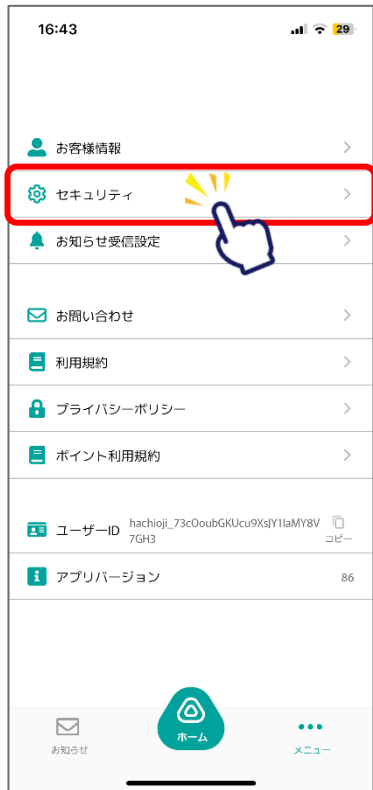 16:43
29
お客様情報
セキュリティ
お知らせ受信設定
お問い合わせ
利用規約
プライバシーポリシー
ポイント利用規約
ユーザーID hachioji_73cOoubGKUcu9XsJY1IaMY8V
7GH3
コピー
アプリバージョン 86
お知らせ
ホーム
メニュー